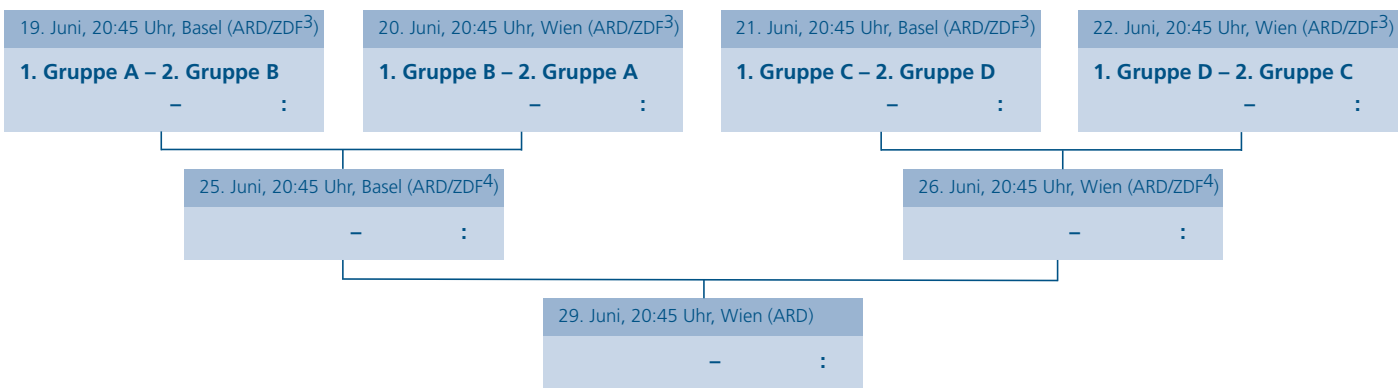 19. Juni, 20:45 Uhr, Basel (ARD/ZDF3)
1. Gruppe A – 2. Gruppe B
– :
20. Juni, 20:45 Uhr, Wien (ARD/ZDF3)
1. Gruppe B – 2. Gruppe A
– :
21. Juni, 20:45 Uhr, Basel (ARD/ZDF3)
1. Gruppe C – 2. Gruppe D
– :
22. Juni, 20:45 Uhr, Wien (ARD/ZDF3)
1. Gruppe D – 2. Gruppe C
– :
25. Juni, 20:45 Uhr, Basel (ARD/ZDF4)
– :
26. Juni, 20:45 Uhr, Wien (ARD/ZDF4)
– :
29. Juni, 20:45 Uhr, Wien (ARD)
– :